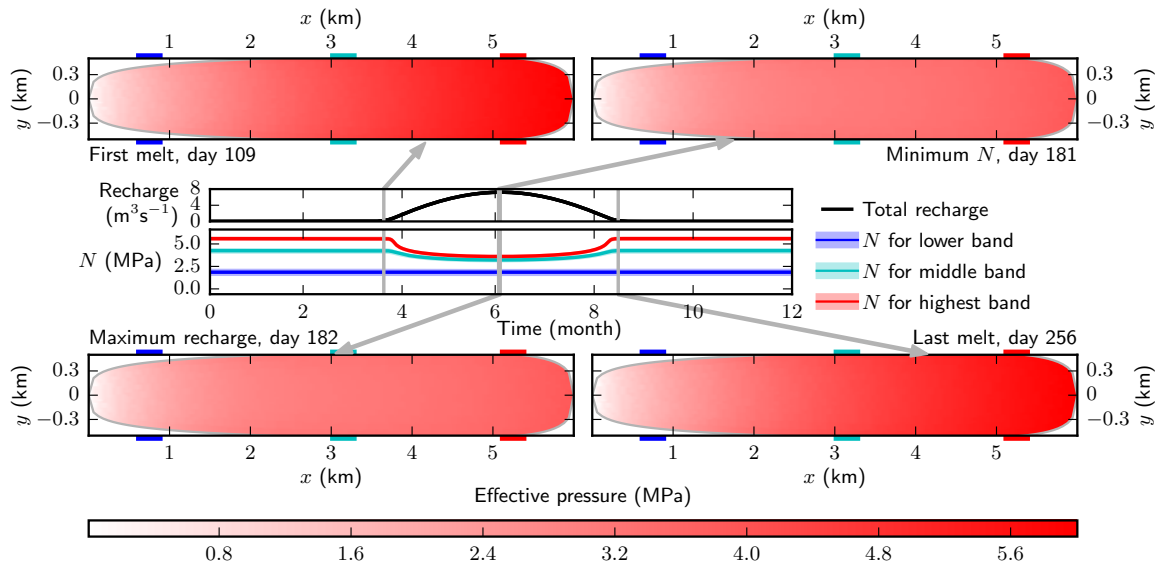 x (km)
x (km)
1 2 3 4 5
1 2 3 4 5
y (km)
0.3
0
−0.3
0.3
0
−0.3
y (km)
First melt, day 109
Minimum N, day 181
Recharge
(m³s⁻¹)
8
4
0
N (MPa)
5.0
2.5
0.0
0 2 4 6 8 10 12
Time (month)
Total recharge
N for lower band
N for middle band
N for highest band
Maximum recharge, day 182
Last melt, day 256
y (km)
0.3
0
−0.3
0.3
0
−0.3
y (km)
1 2 3 4 5
1 2 3 4 5
x (km)
x (km)
Effective pressure (MPa)
0.8 1.6 2.4 3.2 4.0 4.8 5.6